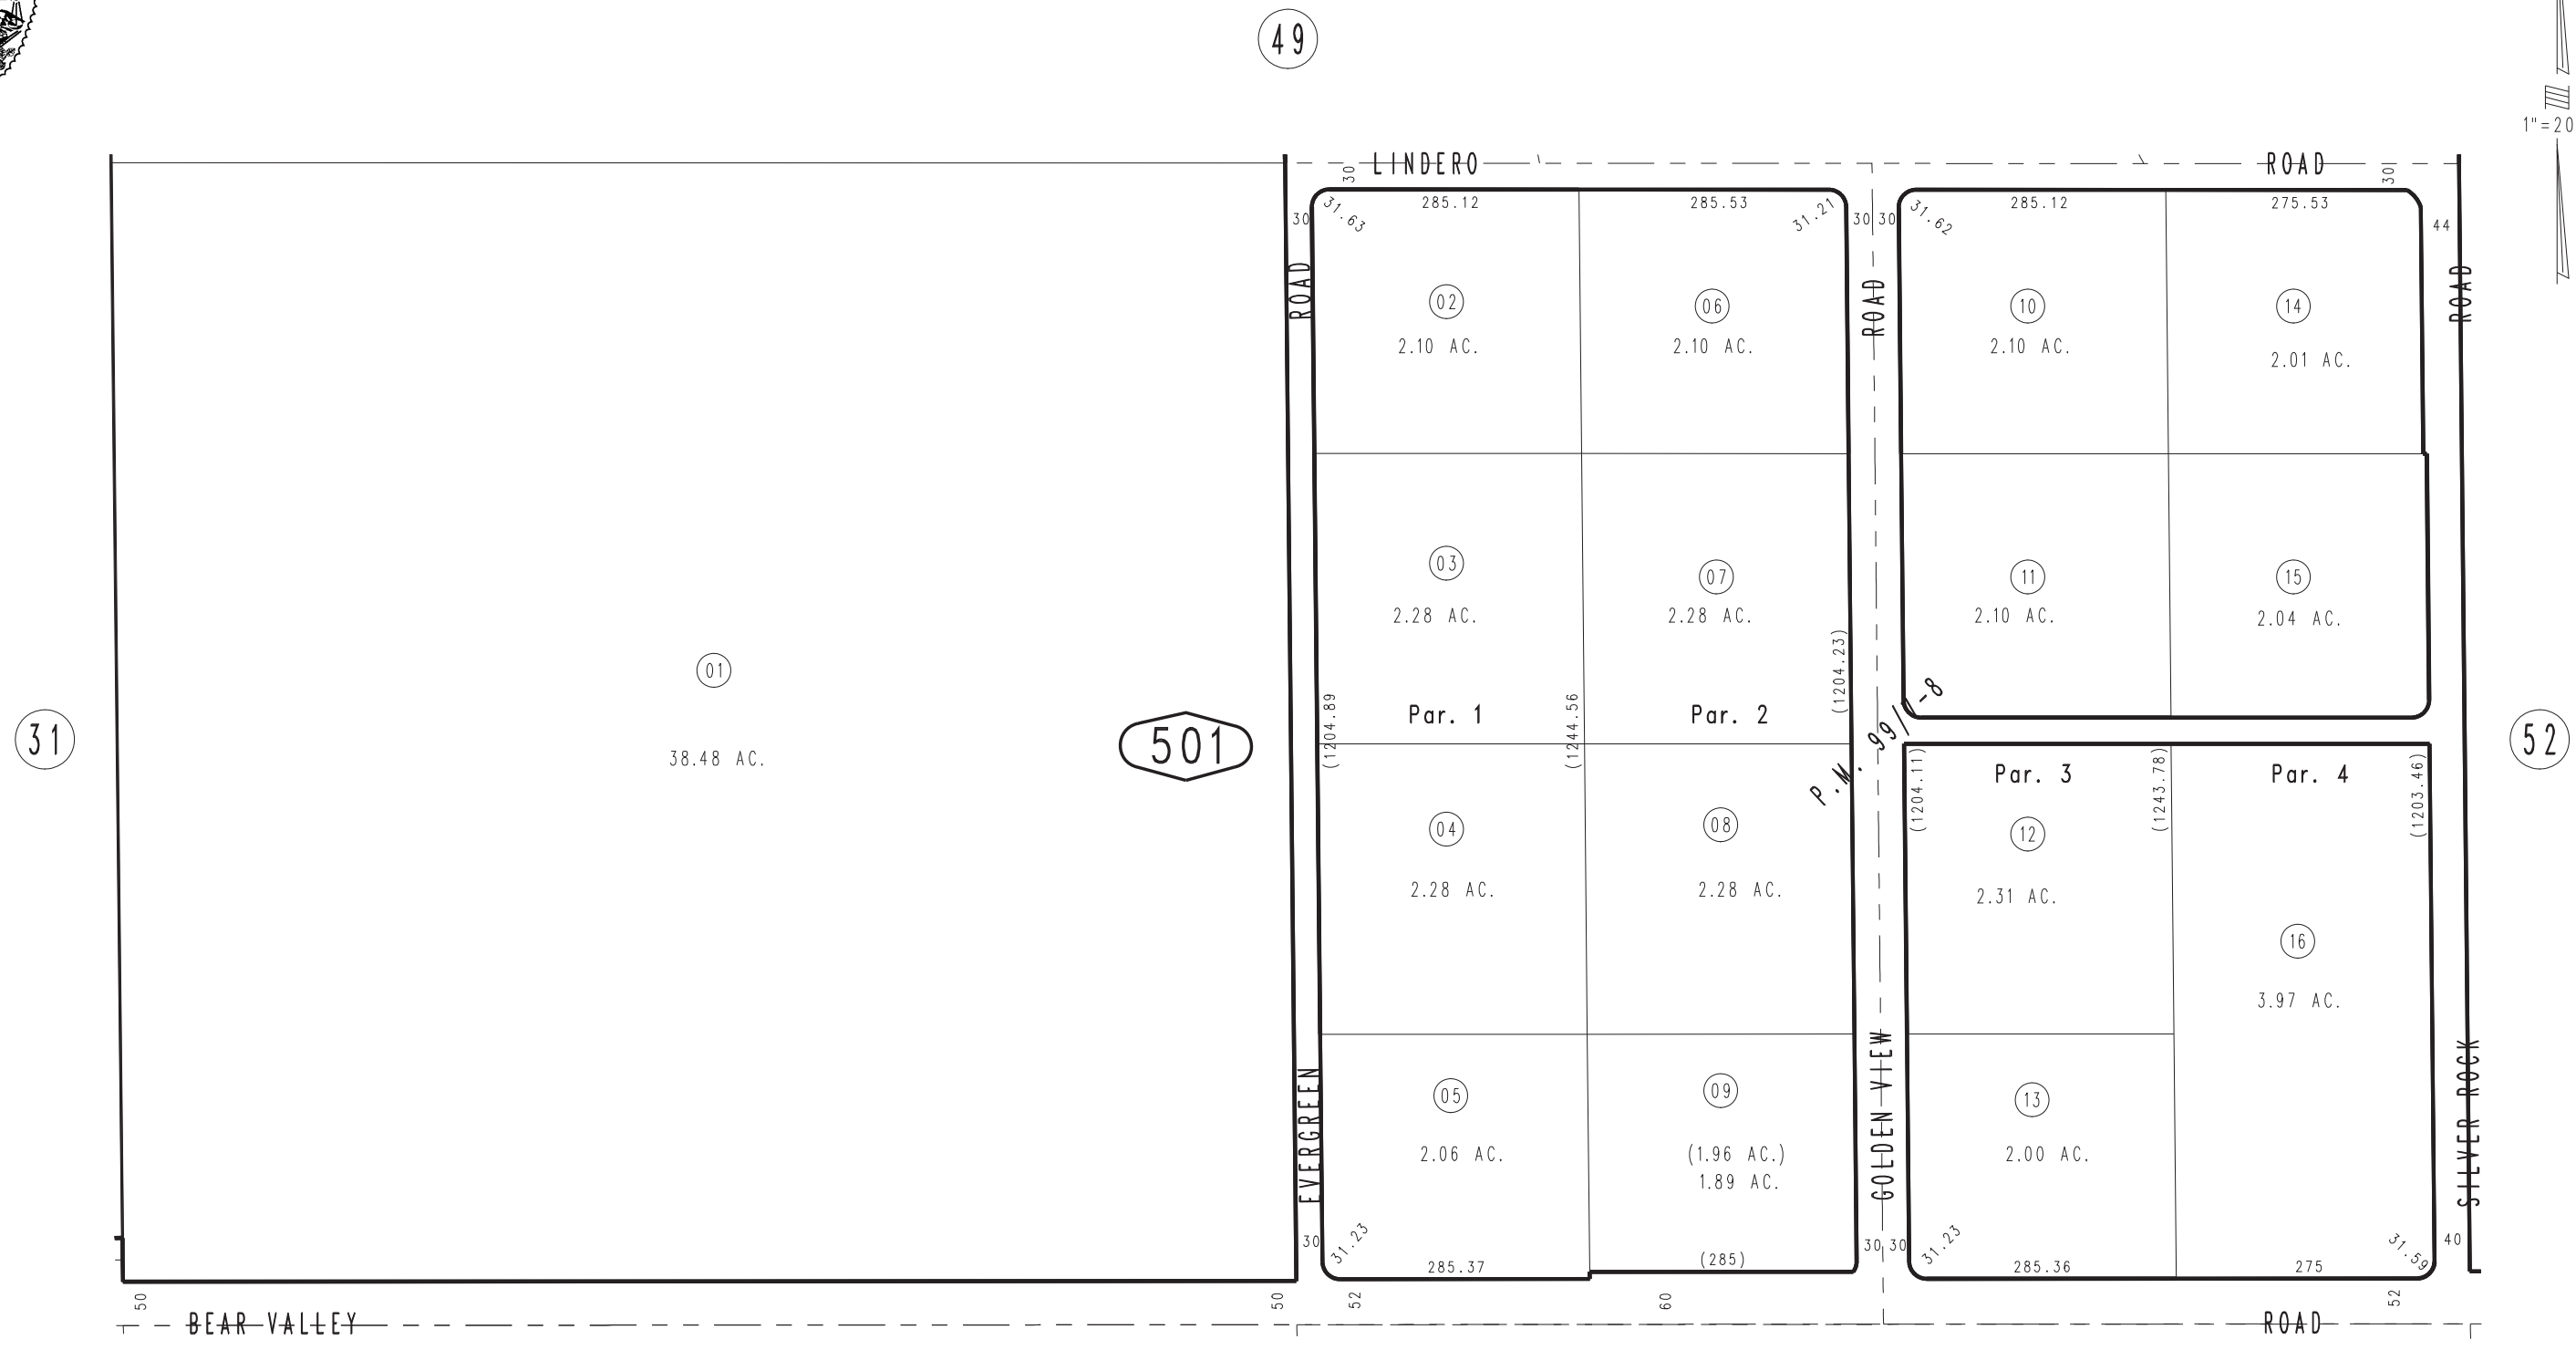 49
1"=20
LINDERO ROAD
30
30
30
31.63
285.12
285.53
31.21
30 30
31.62
285.12
275.53
44
ROAD
ROAD
ROAD
02
2.10 AC.
06
2.10 AC.
10
2.10 AC.
14
2.01 AC.
03
2.28 AC.
07
2.28 AC.
11
2.10 AC.
15
2.04 AC.
01
38.48 AC.
31
501
52
(1204.89)
Par. 1
(1244.56)
Par. 2
(1204.23)
P.M. 99/1-8
(1204.11)
Par. 3
(1243.78)
Par. 4
(1203.46)
04
2.28 AC.
08
2.28 AC.
12
2.31 AC.
16
3.97 AC.
EVERGREEN
GOLDEN VIEW
SILVER ROCK
05
2.06 AC.
09
(1.96 AC.)
1.89 AC.
13
2.00 AC.
30
31.23
285.37
(285)
30 30
31.23
285.36
275
31.59
40
50
50
52
60
52
BEAR VALLEY ROAD